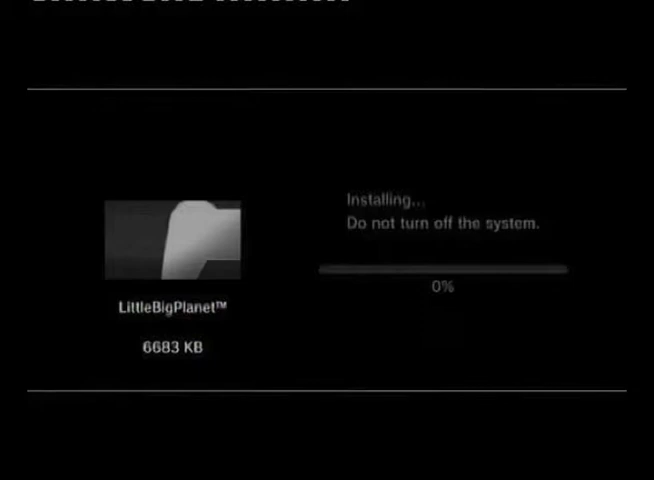 Installing...
Do not turn off the system.
0%
LittleBigPlanet™
6683 KB